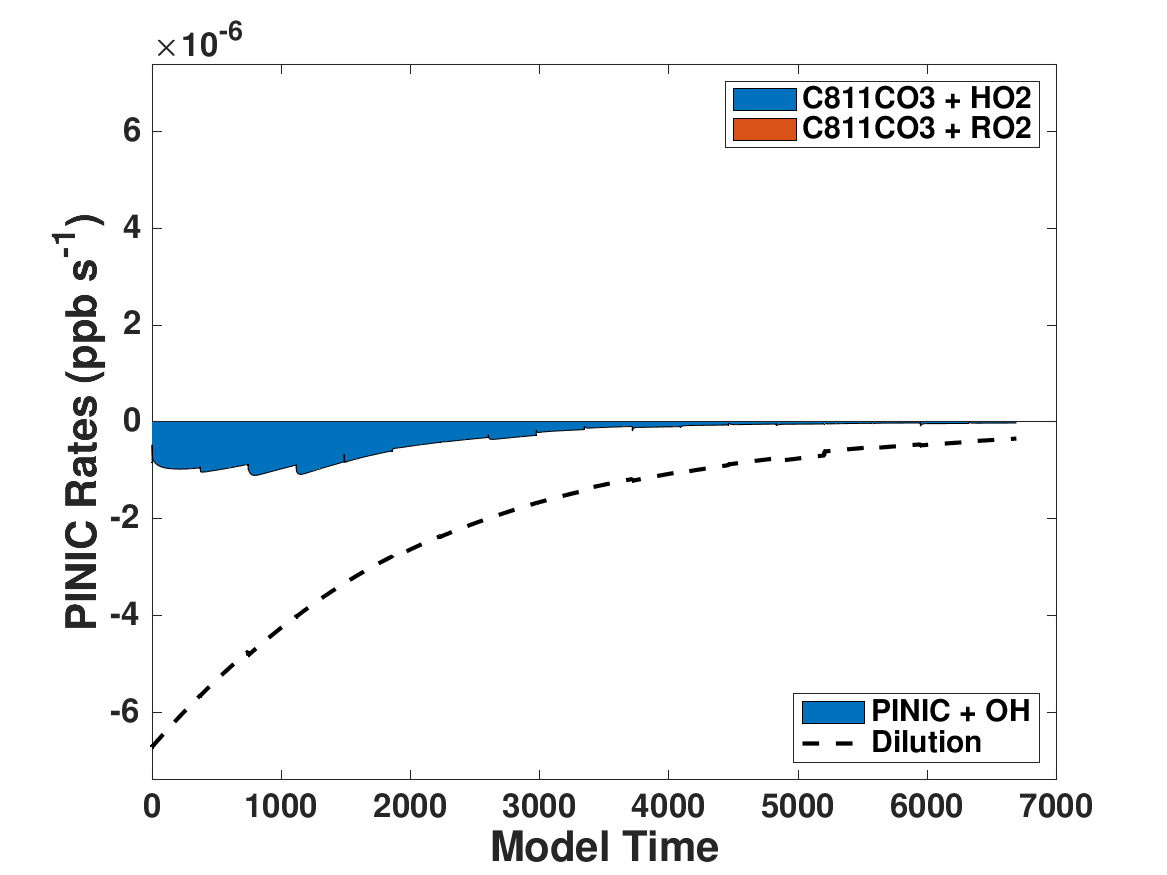 ×10-6
C811CO3 + HO2
C811CO3 + RO2
6
4
2
0
-2
-4
-6
PINIC Rates (ppb s-1)
PINIC + OH
Dilution
0 1000 2000 3000 4000 5000 6000 7000
Model Time